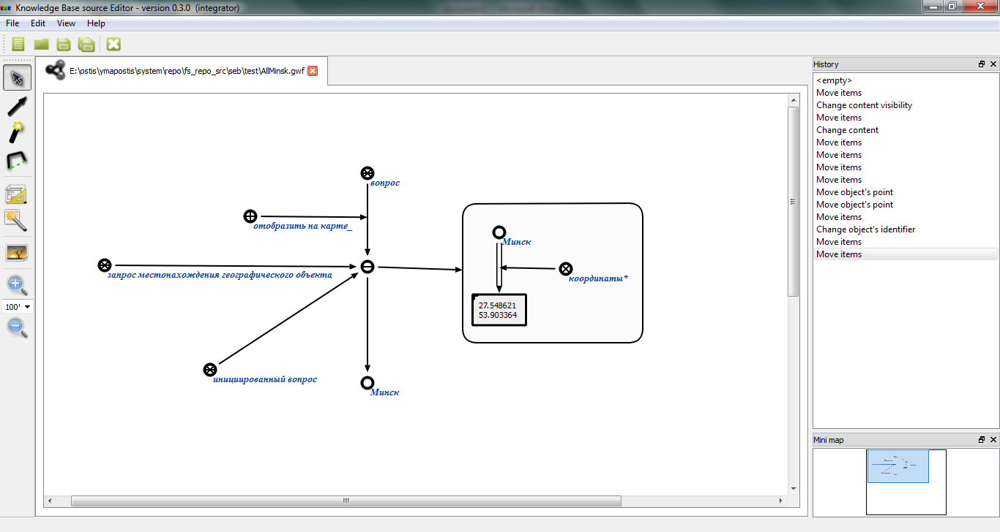 KBE Knowledge Base source Editor - version 0.3.0 (integrator)
File Edit View Help
E:\ostis\ymapostis\system\repo\fs_repo_src\seb\test\AllMinsk.gwf
вопрос
отобразить на карте_
запрос местонахождения географического объекта
инициированный вопрос
Минск
Минск
координаты*
27.548621
53.903364
100'
History
<empty>
Move items
Change content visibility
Move items
Change content
Move items
Move items
Move items
Move items
Move object's point
Move object's point
Move items
Change object's identifier
Move items
Move items
Mini map